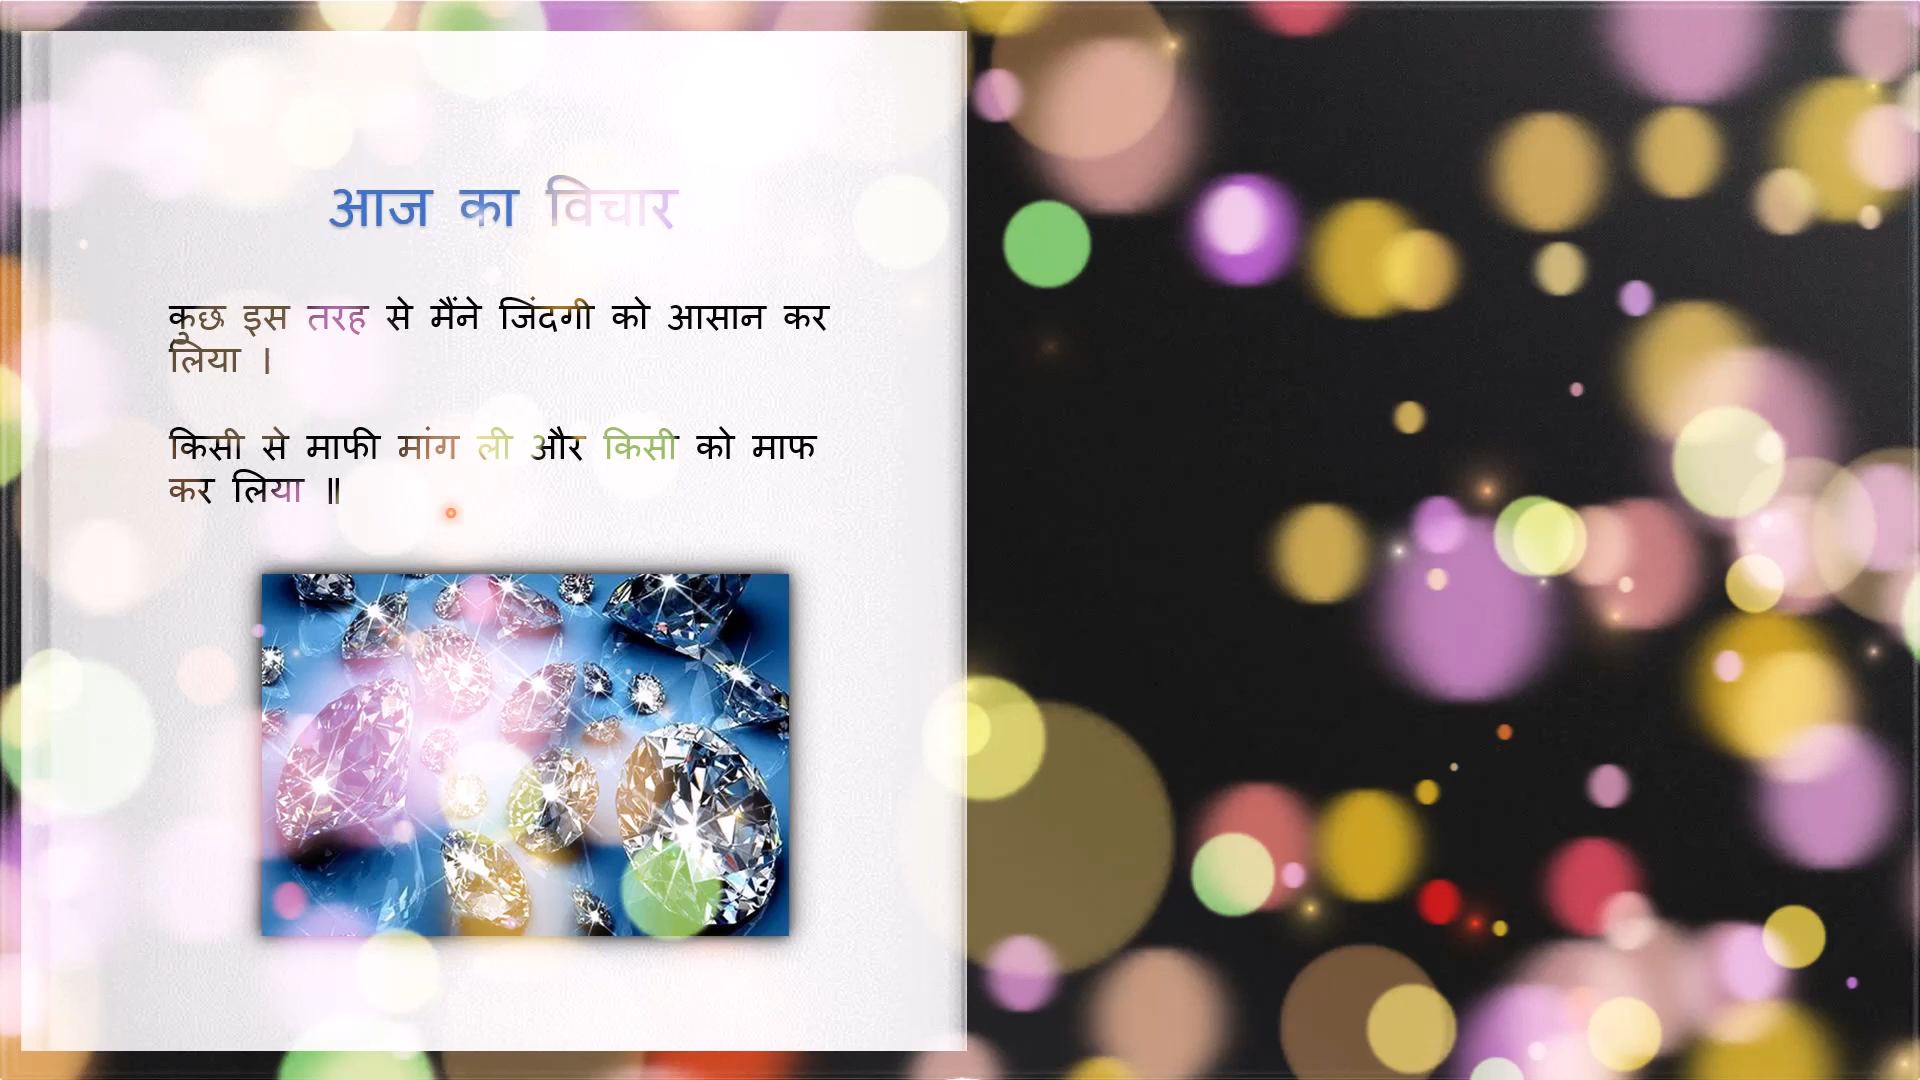 आज का विचार
कुछ इस तरह से मैंने जिंदगी को आसान कर
लिया ।
किसी से माफी मांग ली और किसी को माफ
कर लिया ॥